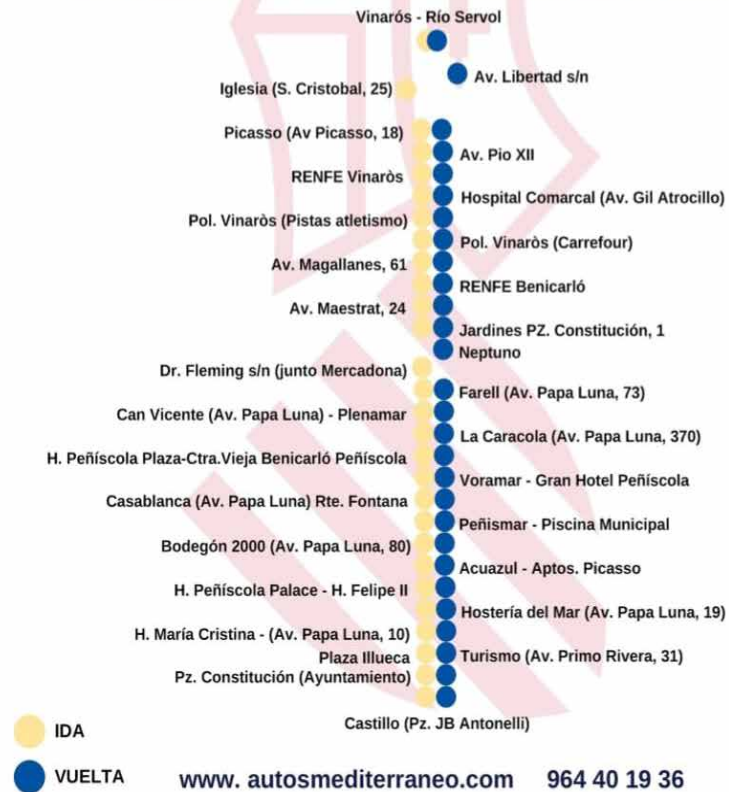 Vinarós - Río Servol
Av. Libertad s/n
Iglesia (S. Cristobal, 25)
Picasso (Av Picasso, 18)
Av. Pio XII
RENFE Vinaròs
Hospital Comarcal (Av. Gil Atrocillo)
Pol. Vinaròs (Pistas atletismo)
Pol. Vinaròs (Carrefour)
Av. Magallanes, 61
RENFE Benicarló
Av. Maestrat, 24
Jardines PZ. Constitución, 1
Neptuno
Dr. Fleming s/n (junto Mercadona)
Farell (Av. Papa Luna, 73)
Can Vicente (Av. Papa Luna) - Plenamar
La Caracola (Av. Papa Luna, 370)
H. Peñíscola Plaza-Ctra.Vieja Benicarló Peñíscola
Voramar - Gran Hotel Peñíscola
Casablanca (Av. Papa Luna) Rte. Fontana
Peñismar - Piscina Municipal
Bodegón 2000 (Av. Papa Luna, 80)
Acuazul - Aptos. Picasso
H. Peñíscola Palace - H. Felipe II
Hostería del Mar (Av. Papa Luna, 19)
H. María Cristina - (Av. Papa Luna, 10)
Plaza Illueca
Turismo (Av. Primo Rivera, 31)
Pz. Constitución (Ayuntamiento)
Castillo (Pz. JB Antonelli)
IDA
VUELTA
www. autosmediterraneo.com 964 40 19 36